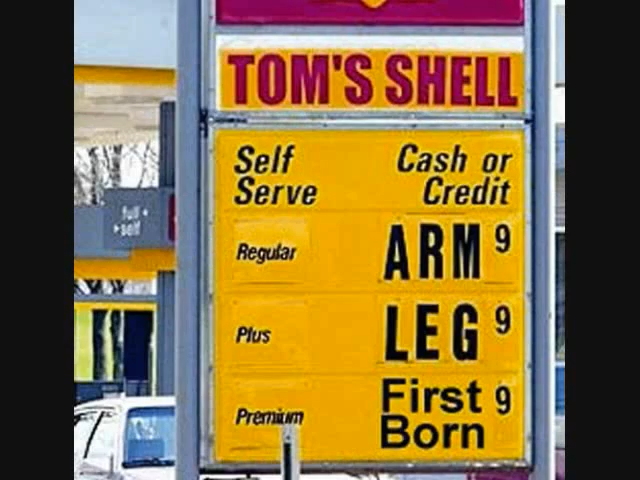 TOM'S SHELL
Self Serve
Cash or Credit
full
self
Regular ARM 9
Plus LEG 9
Premium First Born 9